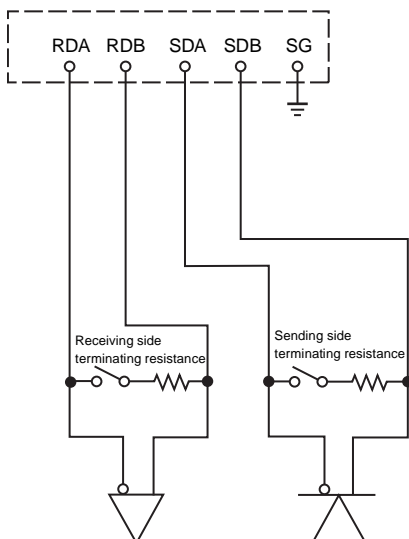 RDA RDB SDA SDB SG
Receiving side
terminating resistance
Sending side
terminating resistance